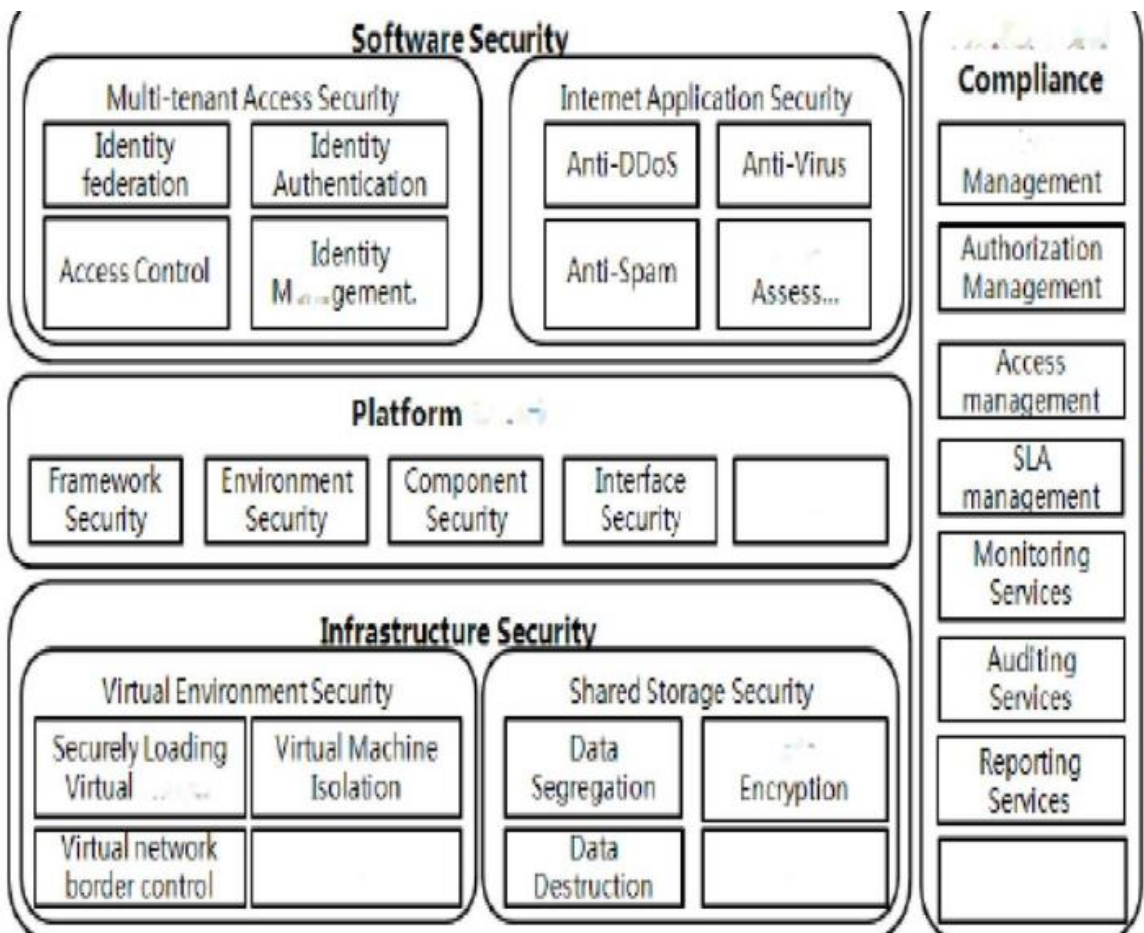 Software Security
Multi-tenant Access Security
Identity
federation
Identity
Authentication
Access Control
Identity
Internet Application Security
Anti-DDoS
Anti-Virus
Anti-Spam
Assess...
Platform
Framework
Security
Environment
Security
Component
Security
Interface
Security
Infrastructure Security
Virtual Environment Security
Securely Loading
Virtual
Virtual Machine
Isolation
Virtual network
border control
Shared Storage Security
Data
Segregation
Encryption
Data
Destruction
Compliance
Management
Authorization
Management
Access
management
SLA
management
Monitoring
Services
Auditing
Services
Reporting
Services